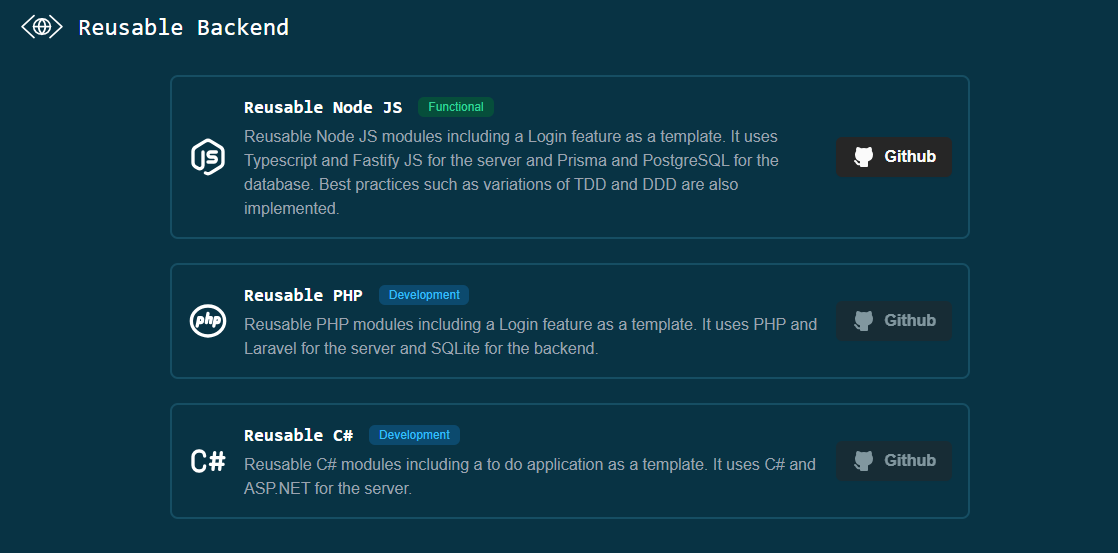 Reusable Backend
Reusable Node JS Functional
Reusable Node JS modules including a Login feature as a template. It uses
Typescript and Fastify JS for the server and Prisma and PostgreSQL for the
database. Best practices such as variations of TDD and DDD are also
implemented.
JS
Github
Reusable PHP Development
Reusable PHP modules including a Login feature as a template. It uses PHP and
Laravel for the server and SQLite for the backend.
php
Github
Reusable C# Development
Reusable C# modules including a to do application as a template. It uses C# and
ASP.NET for the server.
C#
Github